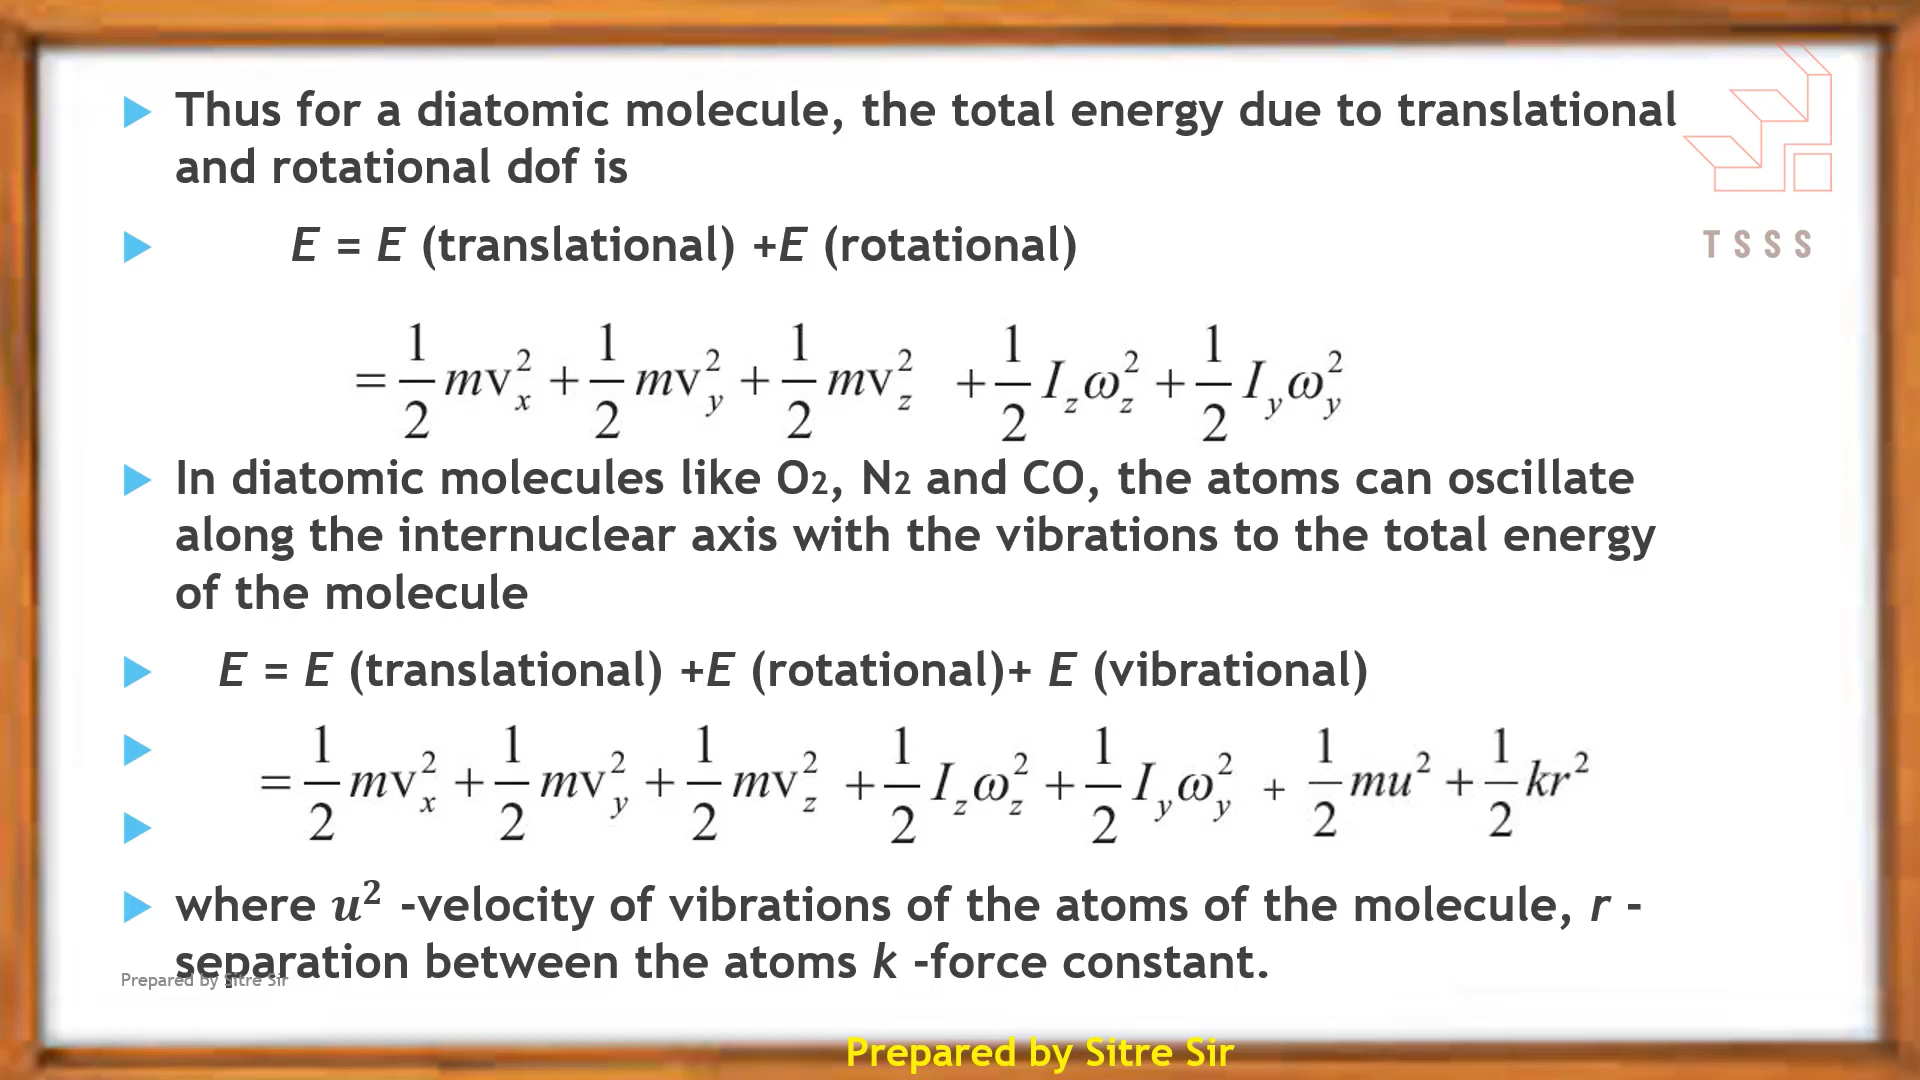 Thus for a diatomic molecule, the total energy due to translational
and rotational dof is
E = E (translational) +E (rotational)
= 1/2 mv_x^2 + 1/2 mv_y^2 + 1/2 mv_z^2 + 1/2 I_z ω_z^2 + 1/2 I_y ω_y^2
In diatomic molecules like O₂, N₂ and CO, the atoms can oscillate
along the internuclear axis with the vibrations to the total energy
of the molecule
E = E (translational) +E (rotational)+ E (vibrational)
= 1/2 mv_x^2 + 1/2 mv_y^2 + 1/2 mv_z^2 + 1/2 I_z ω_z^2 + 1/2 I_y ω_y^2 + 1/2 mu^2 + 1/2 kr^2
where u² -velocity of vibrations of the atoms of the molecule, r -
separation between the atoms k -force constant.
Prepared by Sitre Sir
Prepared by Sitre Sir
TSSS